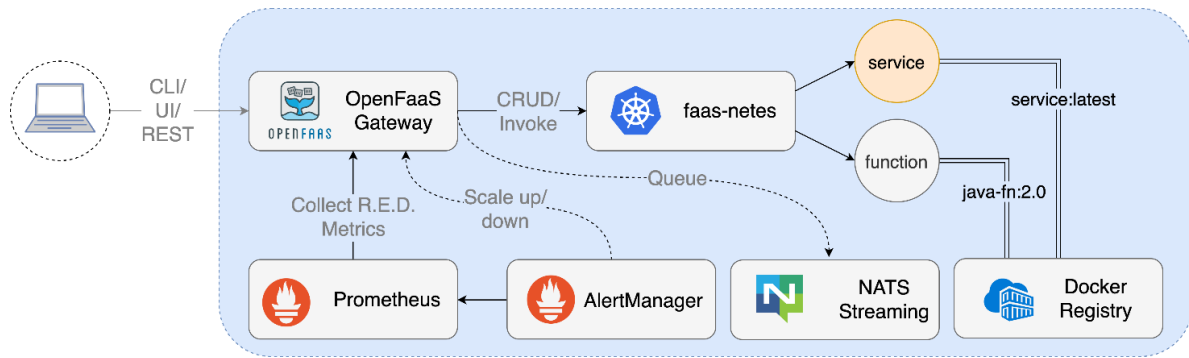 CLI/
UI/
REST
OPENFAAS
OpenFaaS
Gateway
CRUD/
Invoke
faas-netes
service
function
service:latest
java-fn:2.0
Queue
Scale up/
down
Collect R.E.D.
Metrics
Prometheus
AlertManager
N
NATS
Streaming
Docker
Registry